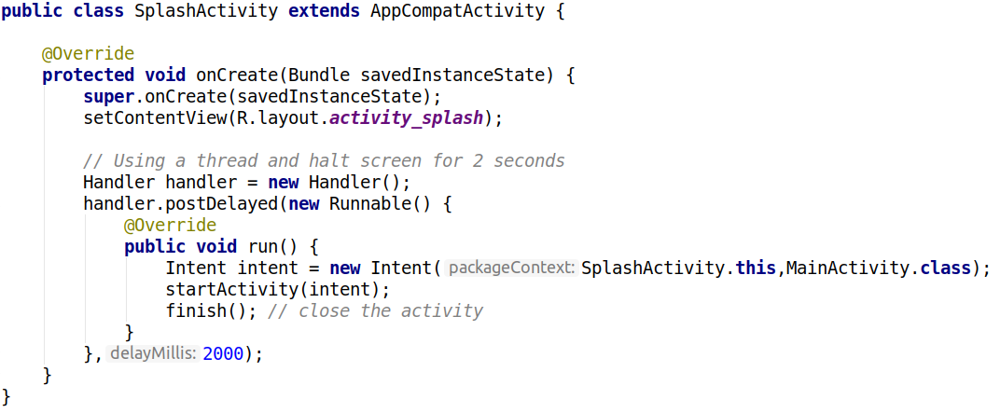 public class SplashActivity extends AppCompatActivity {
@Override
protected void onCreate(Bundle savedInstanceState) {
super.onCreate(savedInstanceState);
setContentView(R.layout.activity_splash);
// Using a thread and halt screen for 2 seconds
Handler handler = new Handler();
handler.postDelayed(new Runnable() {
@Override
public void run() {
Intent intent = new Intent( packageContext: SplashActivity.this,MainActivity.class);
startActivity(intent);
finish(); // close the activity
}
}, delayMillis: 2000);
}
}